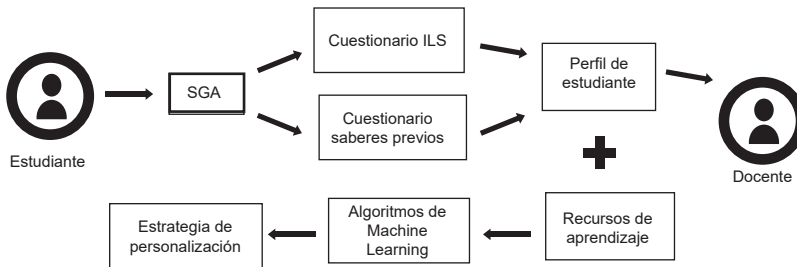 Estudiante
SGA
Cuestionario ILS
Cuestionario
saberes previos
Perfil de
estudiante
Docente
Recursos de
aprendizaje
Algoritmos de
Machine
Learning
Estrategia de
personalización